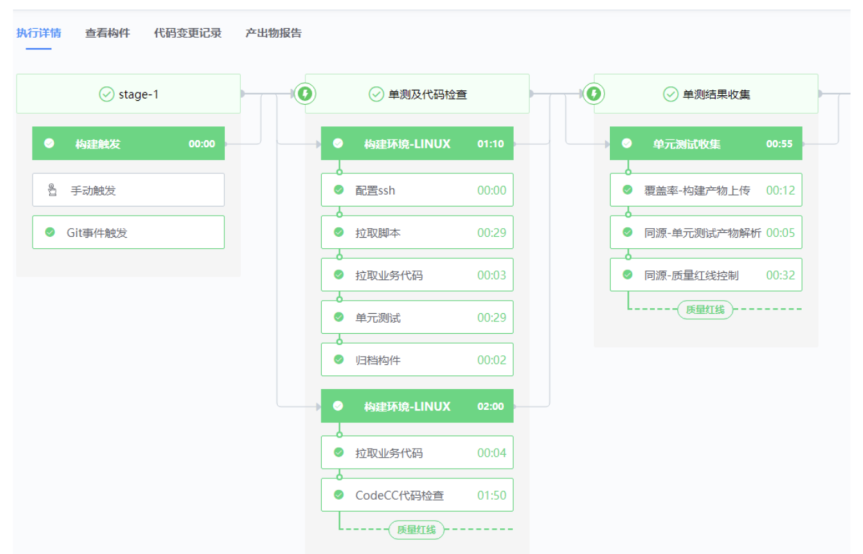 执行详情 查看构件 代码变更记录 产出物报告
stage-1
构建触发 00:00
手动触发
Git事件触发
单测及代码检查
构建环境-LINUX 01:10
配置ssh 00:00
拉取脚本 00:29
拉取业务代码 00:03
单元测试 00:29
归档构件 00:02
构建环境-LINUX 02:00
拉取业务代码 00:04
CodeCC代码检查 01:50
质量红线
单测结果收集
单元测试收集 00:55
覆盖率-构建产物上传 00:12
同源-单元测试产物解析 00:05
同源-质量红线控制 00:32
质量红线